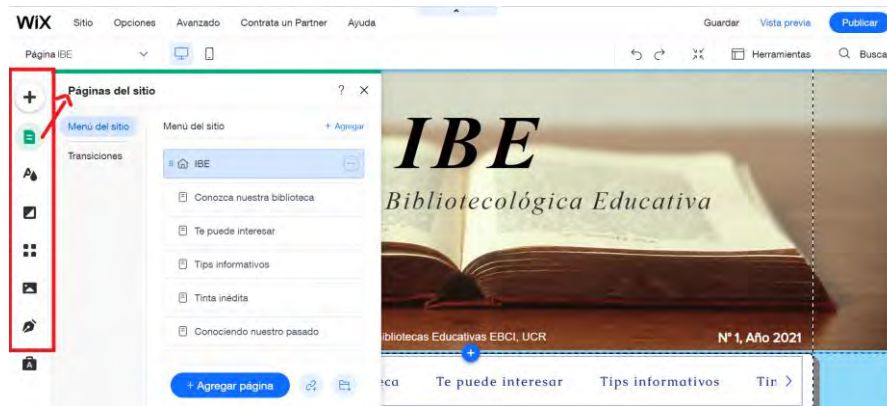 WiX Sitio Opciones Avanzado Contrata un Partner Ayuda Guardar Vista previa Publicar
Página IBE Herramientas Busca
Páginas del sitio ? ×
Menú del sitio
Transiciones
Menú del sitio + Agregar
IBE
Conozca nuestra biblioteca
Te puede interesar
Tips informativos
Tinta inédita
Conociendo nuestro pasado
+ Agregar página
IBE
Bibliotecológica Educativa
ibliotecas Educativas EBCI, UCR N° 1, Año 2021
eca Te puede interesar Tips informativos Tin >